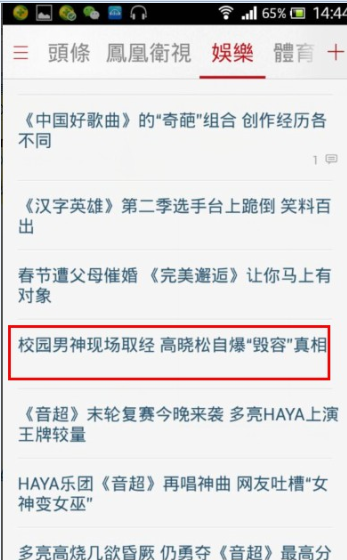 65% 14:44
頭條 鳳凰衛視 娛樂 體育
《中国好歌曲》的“奇葩”组合 创作经历各
不同
1
《汉字英雄》第二季选手台上跪倒 笑料百
出
春节遭父母催婚 《完美邂逅》让你马上有
对象
校园男神现场取经 高晓松自爆“毁容”真相
《音超》末轮复赛今晚来袭 多亮HAYA上演
王牌较量
HAYA乐团《音超》再唱神曲 网友吐槽“女
神变女巫”
多亮高烧几欲昏厥 仍勇夺《音超》最高分